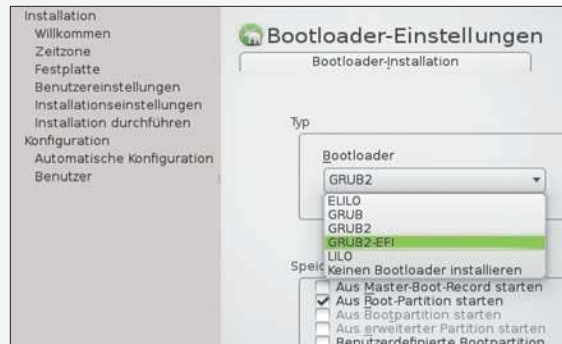 Installation
Willkommen
Zeitzone
Festplatte
Benutzereinstellungen
Installationseinstellungen
Installation durchführen
Konfiguration
Automatische Konfiguration
Benutzer
Bootloader-Einstellungen
Bootloader-Installation
Typ
Bootloader
GRUB2
ELILO
GRUB
GRUB2
GRUB2-EFI
LILO
Keinen Bootloader installieren
Aus Master-Boot-Record starten
Aus Root-Partition starten
Aus Bootpartition starten
Aus erweiterter Partition starten
Benutzerdefinierte Bootpartition